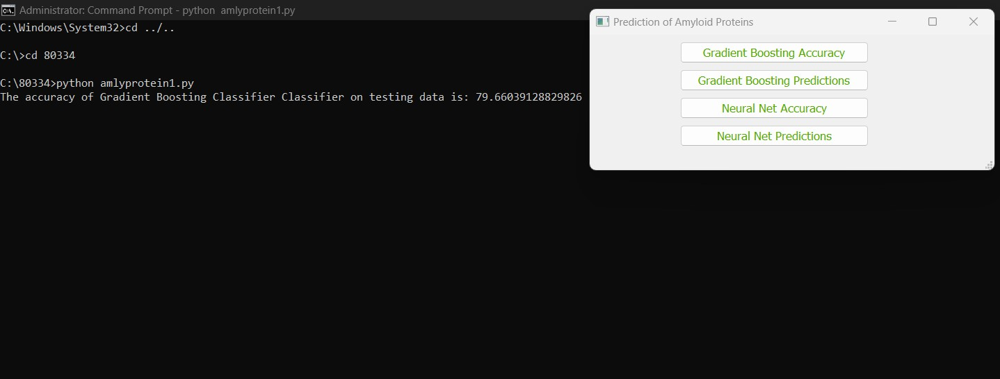 Administrator: Command Prompt - python  amlyprotein1.py
C:\Windows\System32>cd ../..
C:\>cd 80334
C:\80334>python amlyprotein1.py
The accuracy of Gradient Boosting Classifier Classifier on testing data is: 79.66039128829826
Prediction of Amyloid Proteins
Gradient Boosting Accuracy
Gradient Boosting Predictions
Neural Net Accuracy
Neural Net Predictions